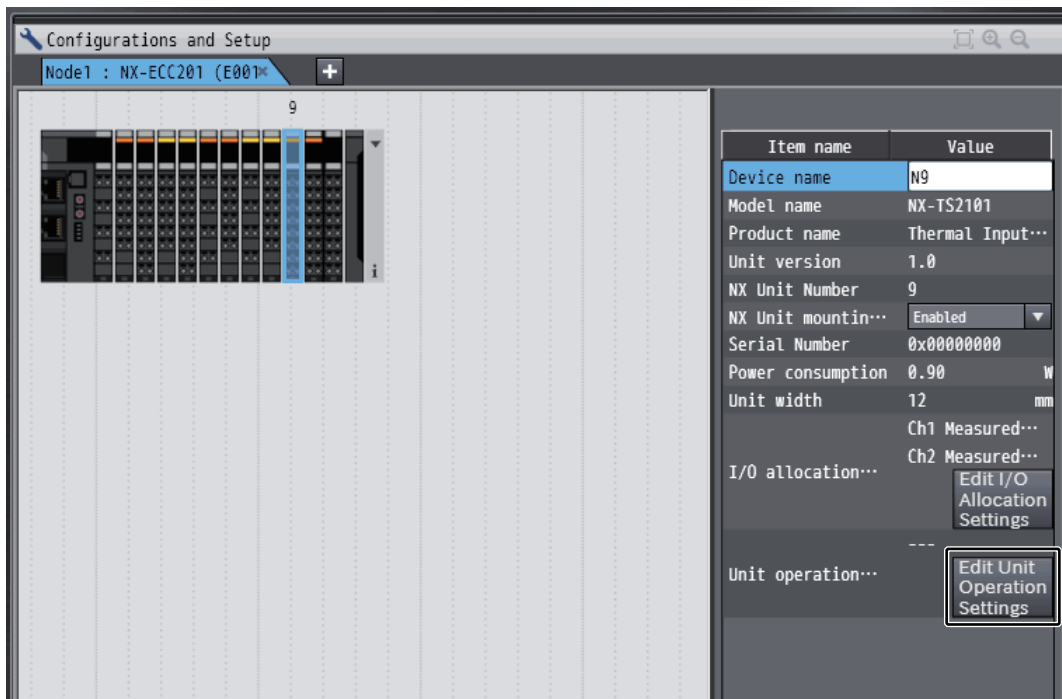 Configurations and Setup
Node1 : NX-ECC201 (E001
9
Item name Value
Device name N9
Model name NX-TS2101
Product name Thermal Input···
Unit version 1.0
NX Unit Number 9
NX Unit mountin··· Enabled
Serial Number 0x00000000
Power consumption 0.90 W
Unit width 12 mm
Ch1 Measured···
Ch2 Measured···
I/O allocation···
Edit I/O
Allocation
Settings
---
Unit operation···
Edit Unit
Operation
Settings
i